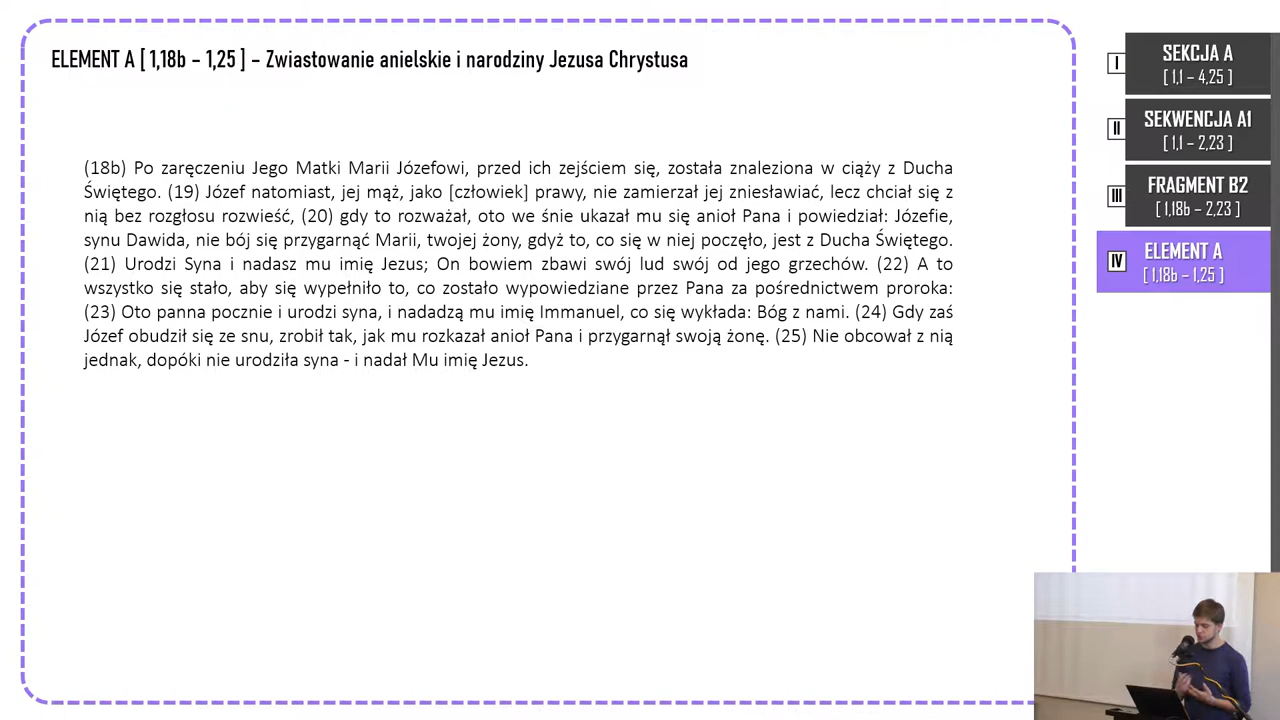 ELEMENT A [ 1,18b – 1,25 ] – Zwiastowanie anielskie i narodziny Jezusa Chrystusa
(18b) Po zaręczeniu Jego Matki Marii Józefowi, przed ich zejściem się, została znaleziona w ciąży z Ducha
Świętego. (19) Józef natomiast, jej mąż, jako [człowiek] prawy, nie zamierzał jej zniesławiać, lecz chciał się z
nią bez rozgłosu rozwieść, (20) gdy to rozważał, oto we śnie ukazał mu się anioł Pana i powiedział: Józefie,
synu Dawida, nie bój się przygarnąć Marii, twojej żony, gdyż to, co się w niej poczęło, jest z Ducha Świętego.
(21) Urodzi Syna i nadasz mu imię Jezus; On bowiem zbawi swój lud swój od jego grzechów. (22) A to
wszystko się stało, aby się wypełniło to, co zostało wypowiedziane przez Pana za pośrednictwem proroka:
(23) Oto panna pocznie i urodzi syna, i nadadzą mu imię Immanuel, co się wykłada: Bóg z nami. (24) Gdy zaś
Józef obudził się ze snu, zrobił tak, jak mu rozkazał anioł Pana i przygarnął swoją żonę. (25) Nie obcował z nią
jednak, dopóki nie urodziła syna - i nadał Mu imię Jezus.
I
SEKCJA A
[ 1,1 – 4,25 ]
II
SEKWENCJA A1
[ 1,1 – 2,23 ]
III
FRAGMENT B2
[ 1,18b – 2,23 ]
IV
ELEMENT A
[ 1,18b – 1,25 ]